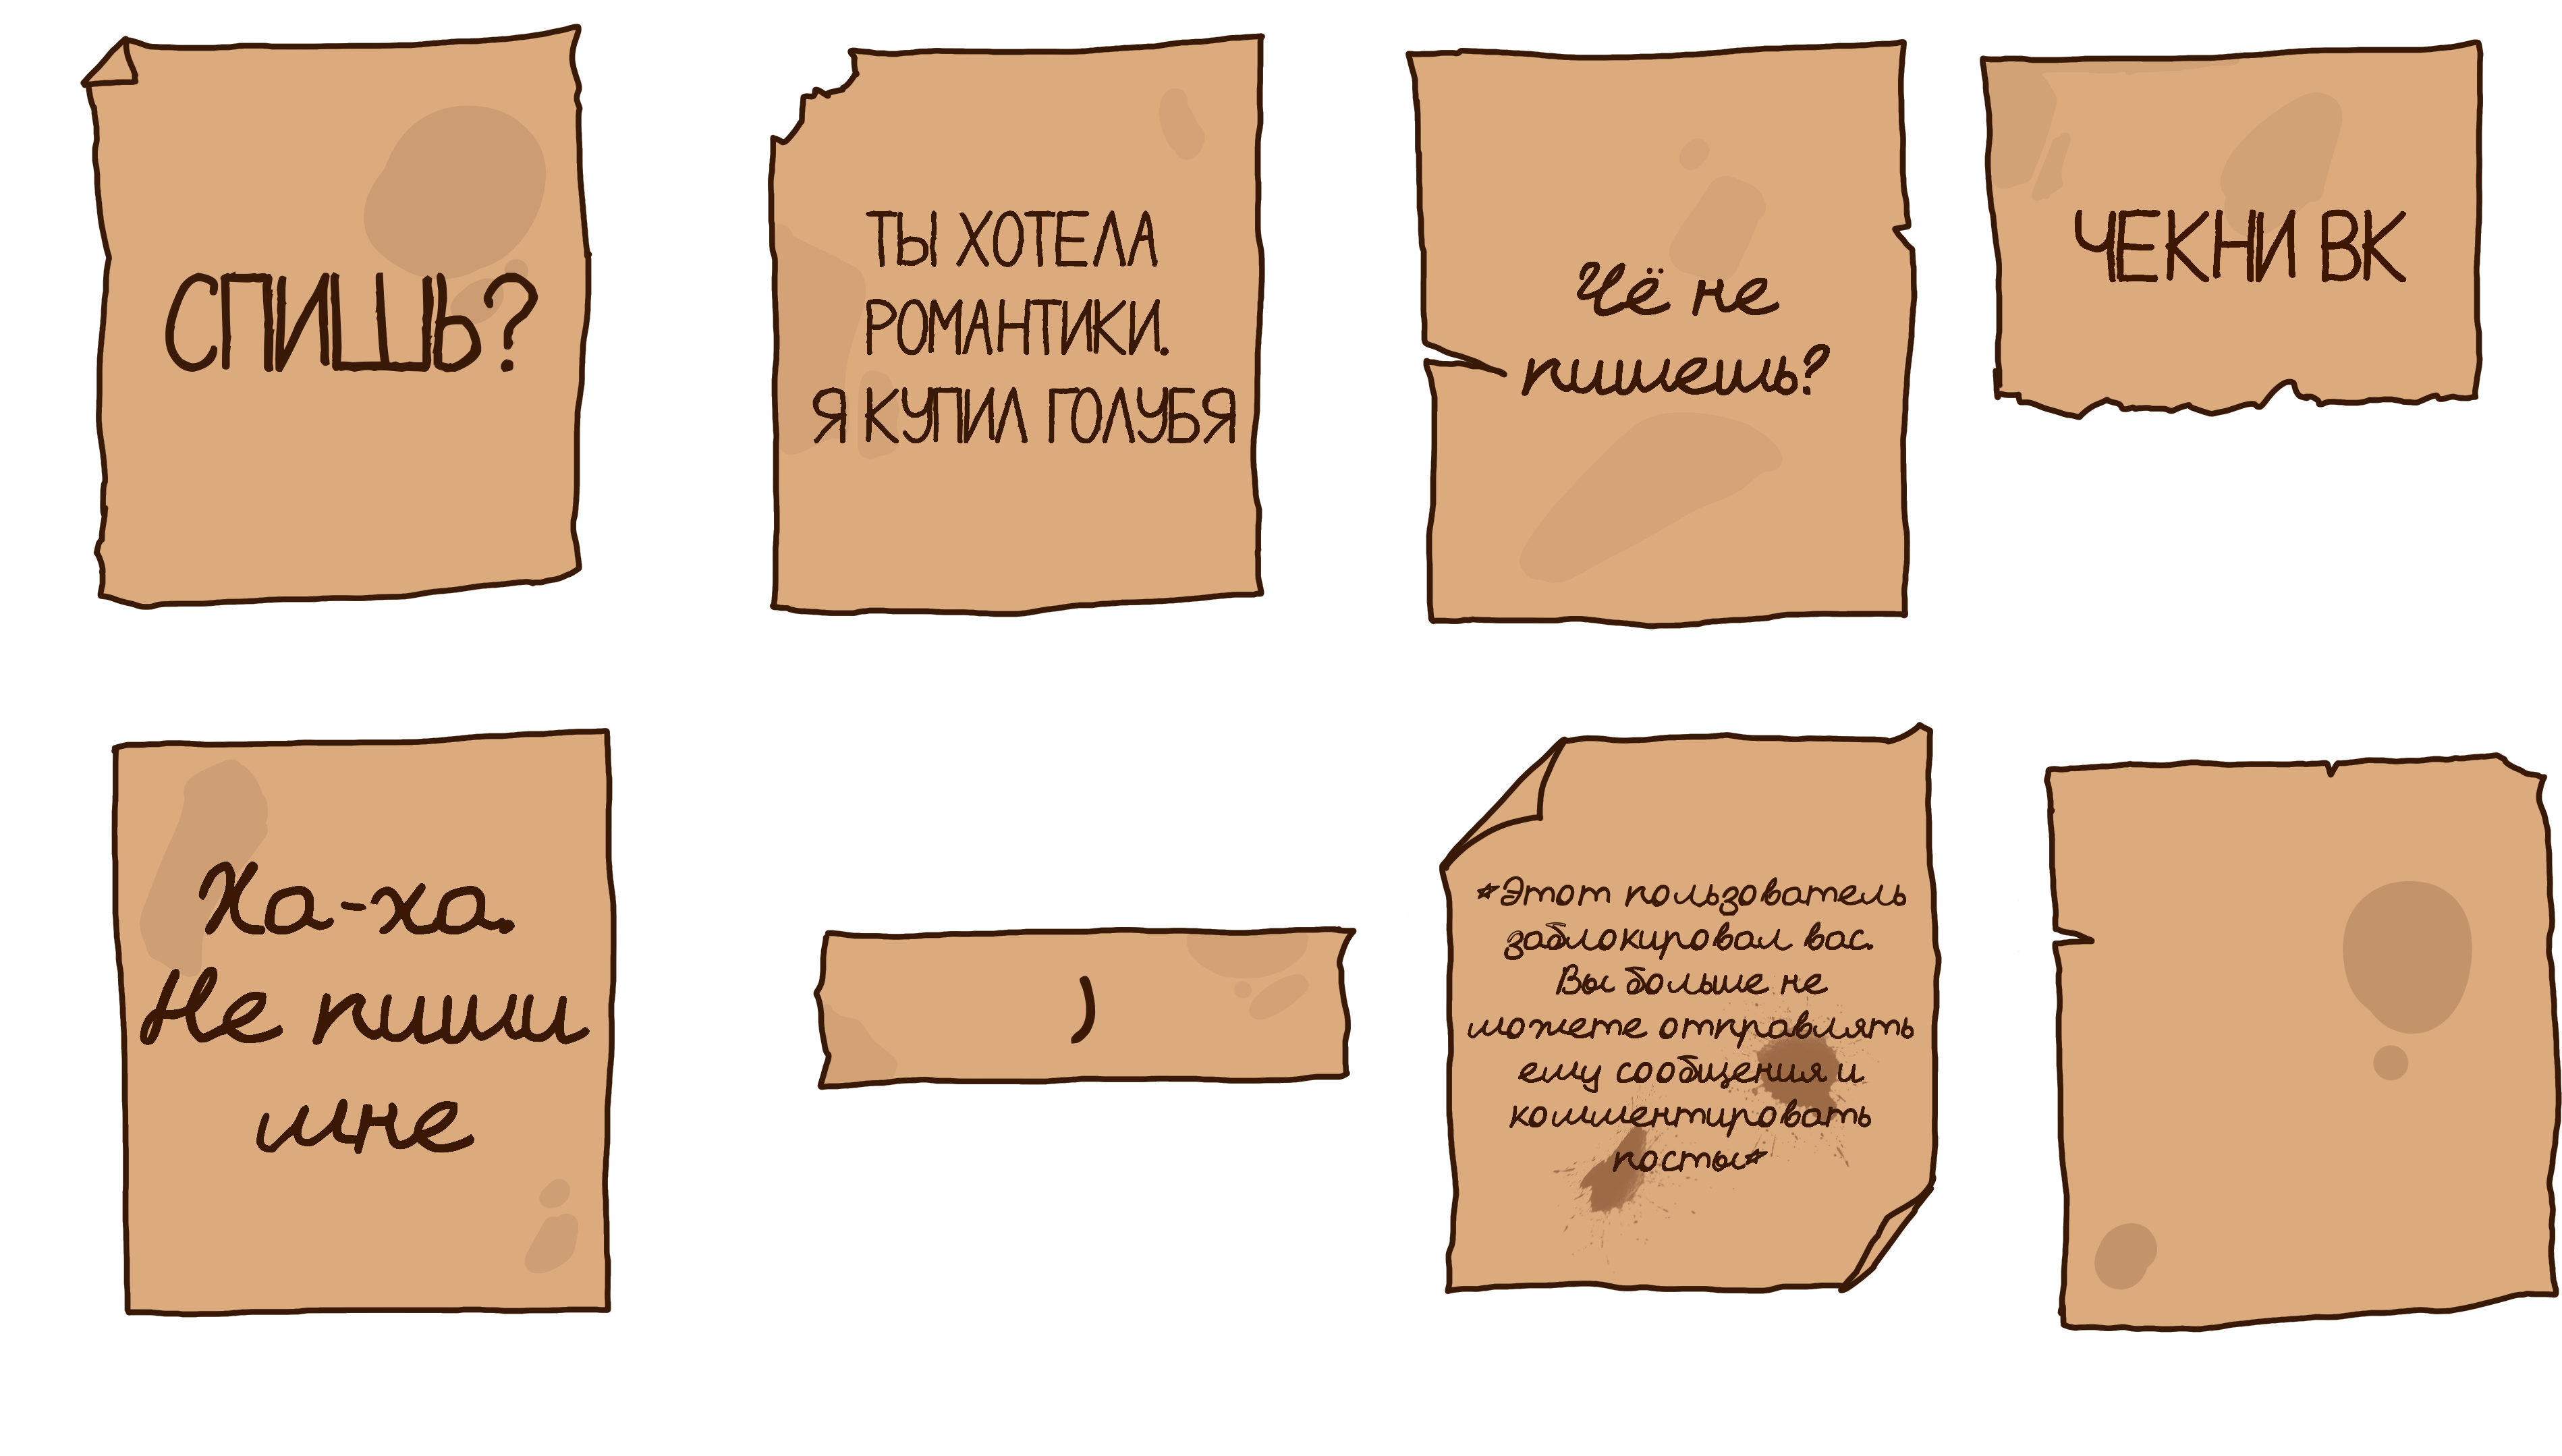 СПИШЬ?
ТЫ ХОТЕЛА
РОМАНТИКИ.
Я КУПИЛ ГОЛУБЯ
Чё не
пишешь?
ЧЕКНИ ВК
Ха-ха.
Не пиши
мне
)
*Этот пользователь
заблокировал вас.
Вы больше не
можете отправлять
ему сообщения и
комментировать
посты*